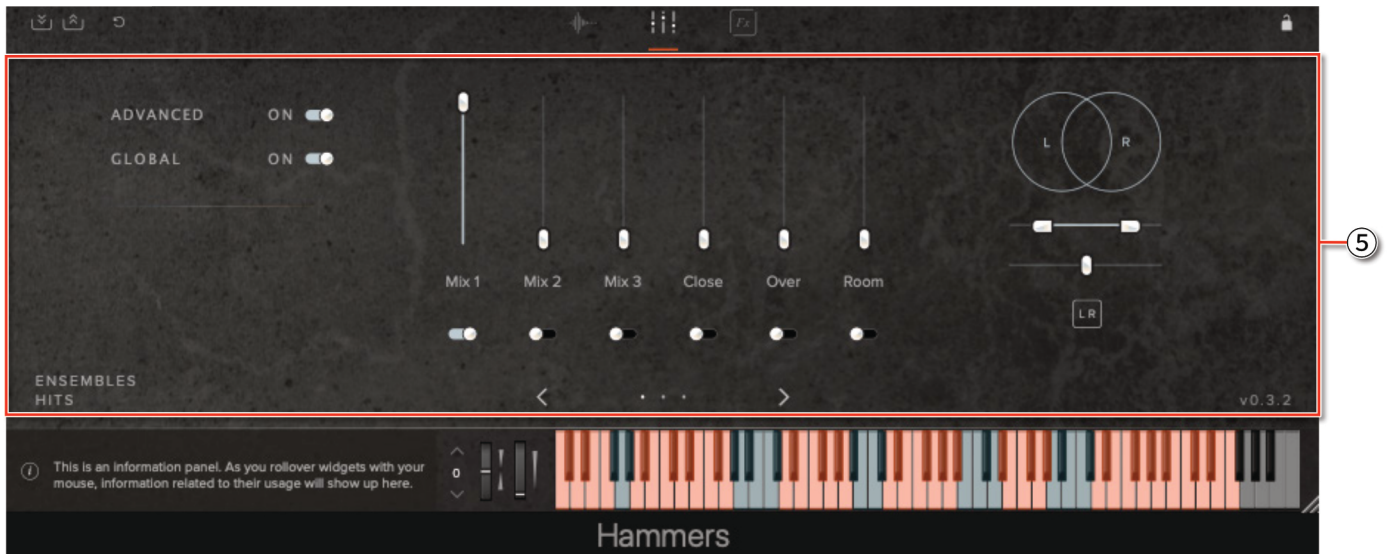 Fx
ADVANCED ON
GLOBAL ON
L R
Mix 1 Mix 2 Mix 3 Close Over Room
LR
ENSEMBLES
HITS
v0.3.2
5
i This is an information panel. As you rollover widgets with your
mouse, information related to their usage will show up here.
0
Hammers